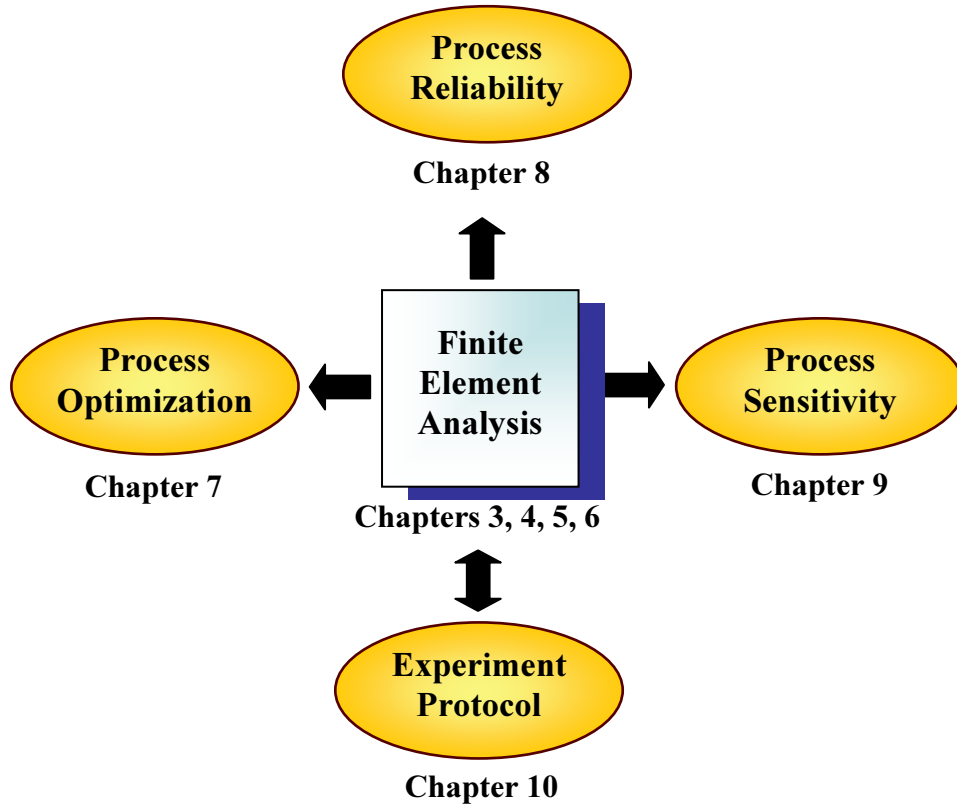 Process
Reliability
Chapter 8
Process
Optimization
Chapter 7
Finite
Element
Analysis
Chapters 3, 4, 5, 6
Process
Sensitivity
Chapter 9
Experiment
Protocol
Chapter 10